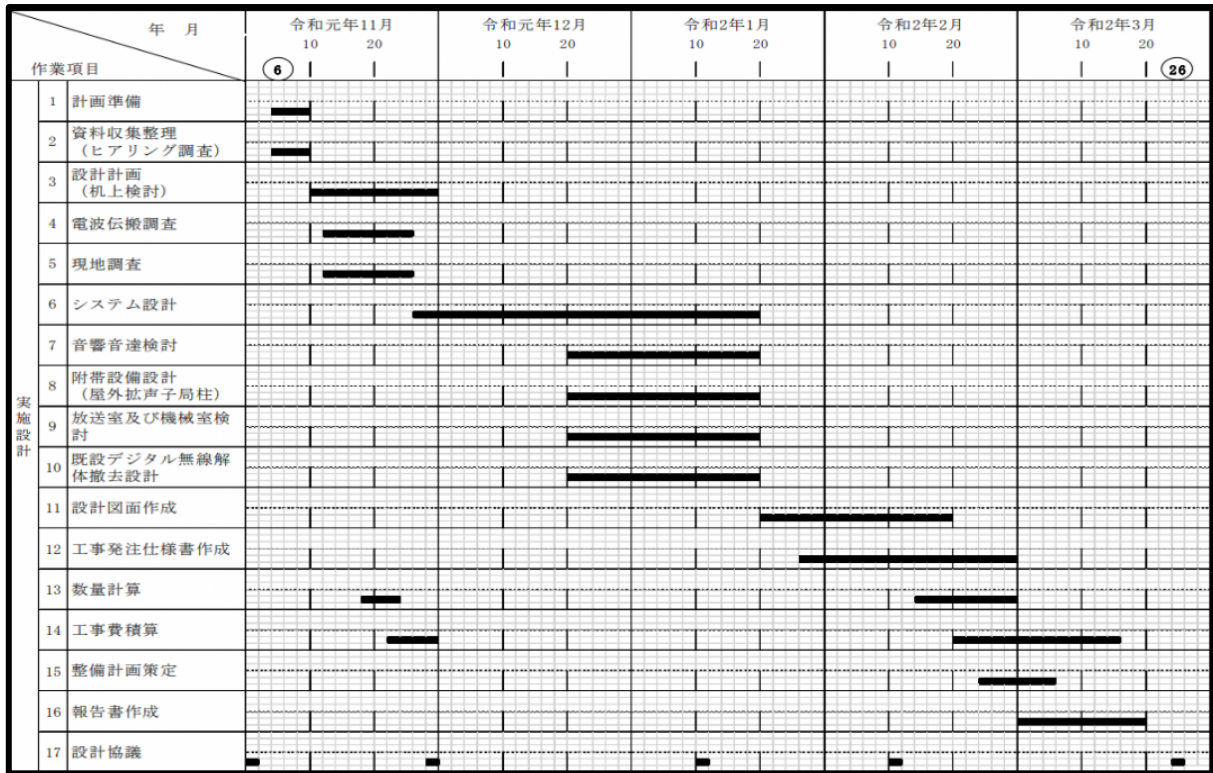 年 月
令和元年11月 令和元年12月 令和2年1月 令和2年2月 令和2年3月
10 20 10 20 10 20 10 20 10 20
作業項目
6 26
実施設計
1 計画準備
2 資料収集整理
(ヒアリング調査)
3 設計計画
(机上検討)
4 電波伝搬調査
5 現地調査
6 システム設計
7 音響音達検討
8 附帯設備設計
(屋外拡声子局柱)
9 放送室及び機械室検
討
10 既設デジタル無線解
体撤去設計
11 設計図面作成
12 工事発注仕様書作成
13 数量計算
14 工事費積算
15 整備計画策定
16 報告書作成
17 設計協議